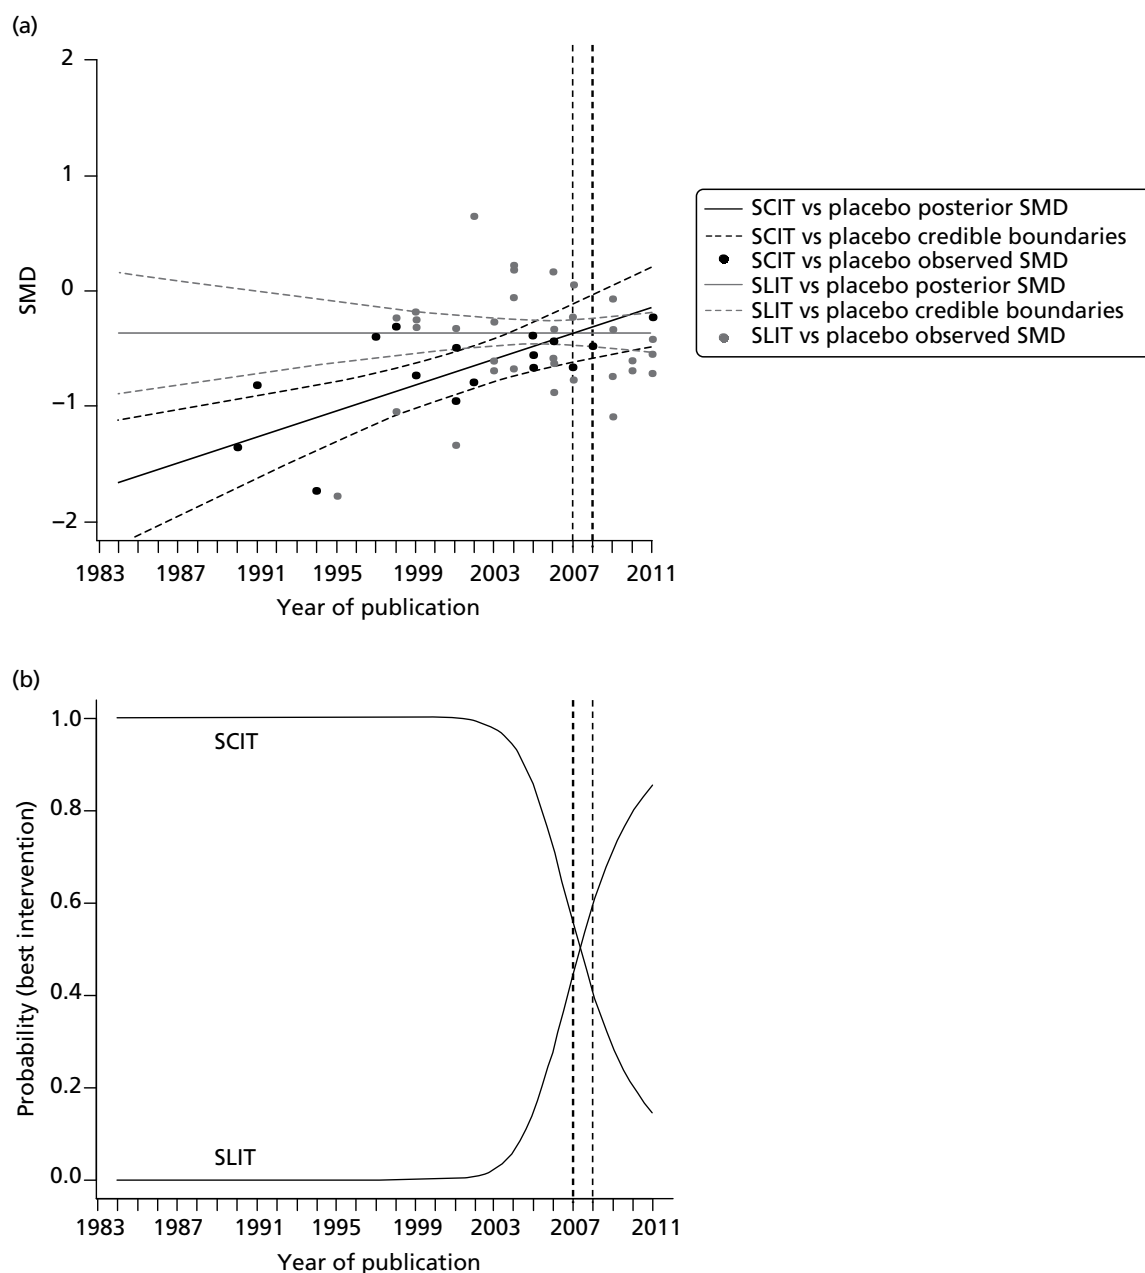 (a)
2
1
0
−1
−2
SMD
1983 1987 1991 1995 1999 2003 2007 2011
Year of publication
SCIT vs placebo posterior SMD
SCIT vs placebo credible boundaries
SCIT vs placebo observed SMD
SLIT vs placebo posterior SMD
SLIT vs placebo credible boundaries
SLIT vs placebo observed SMD
(b)
1.0
0.8
0.6
0.4
0.2
0.0
Probability (best intervention)
SCIT
SLIT
1983 1987 1991 1995 1999 2003 2007 2011
Year of publication